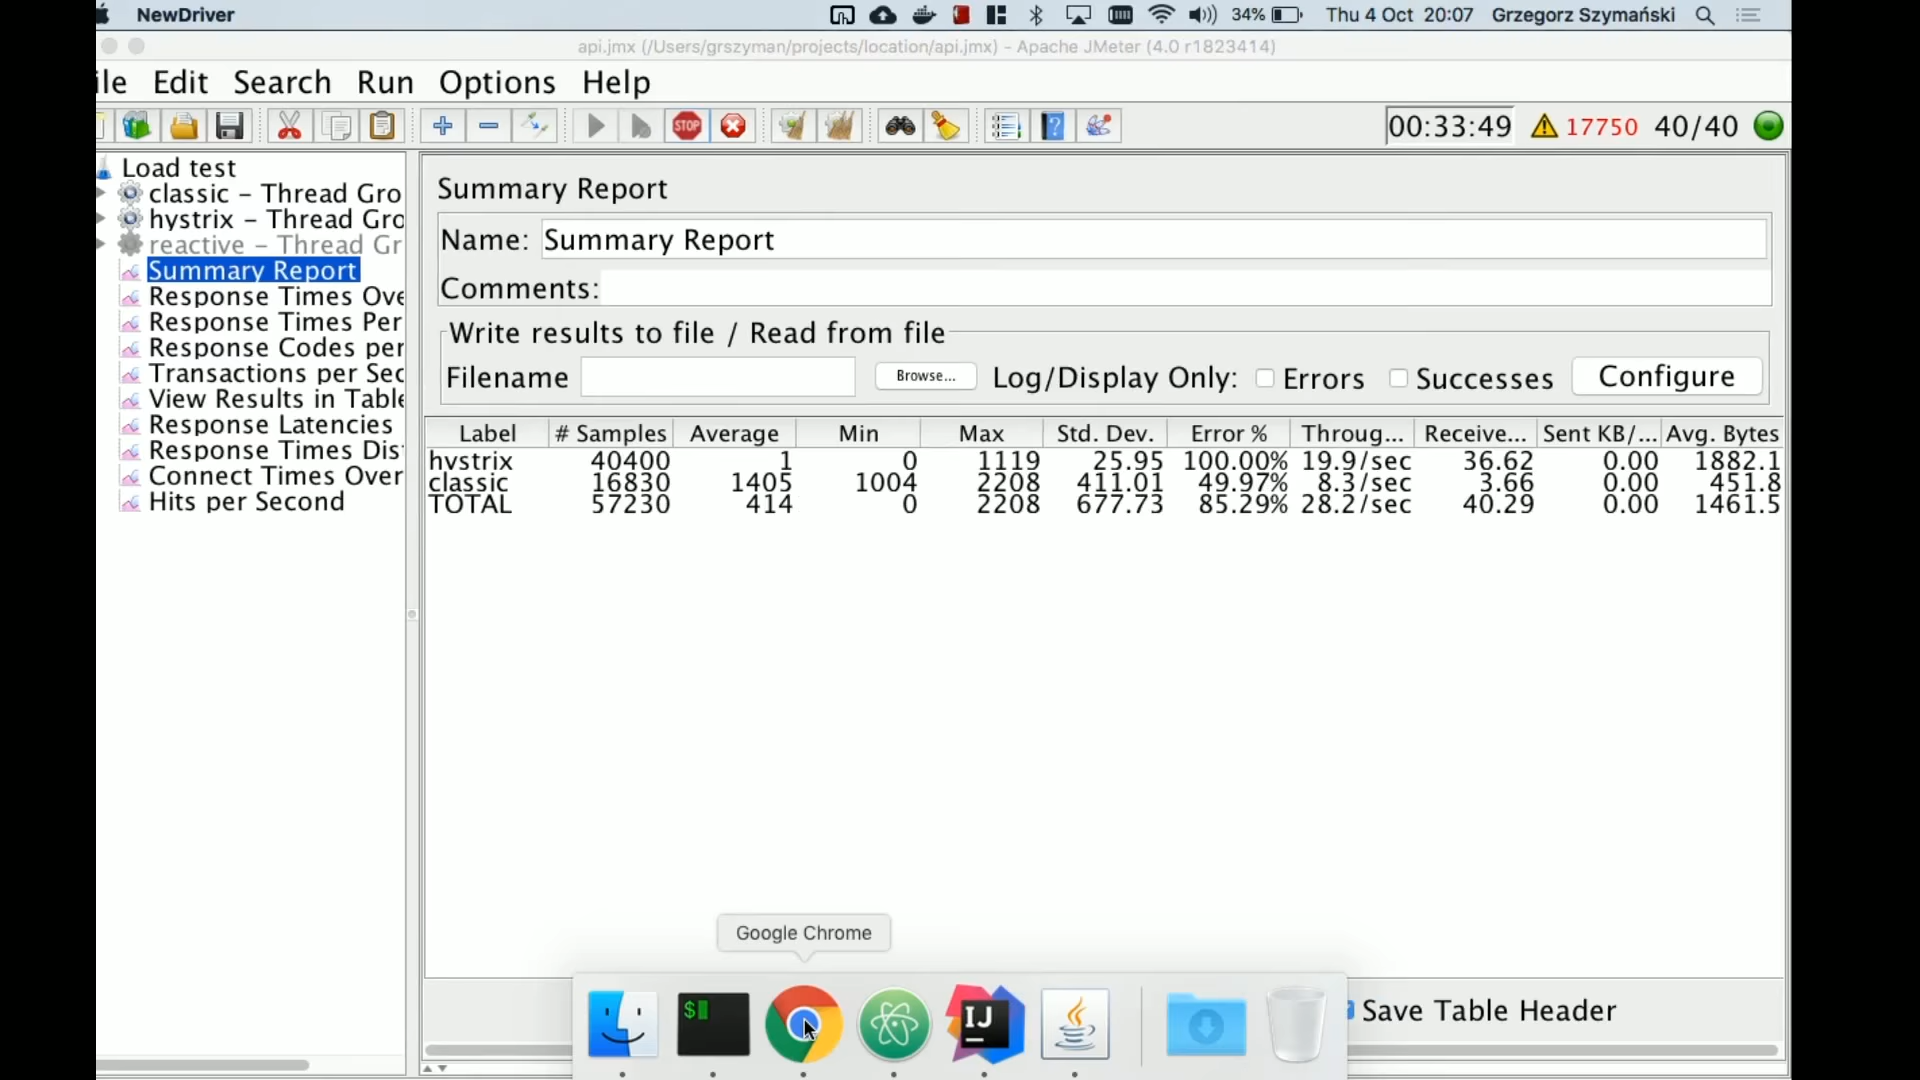 NewDriver 34% Thu 4 Oct 20:07 Grzegorz Szymański
api.jmx (/Users/grszyman/projects/location/api.jmx) - Apache JMeter (4.0 r1823414)
ile Edit Search Run Options Help
STOP 00:33:49 17750 40/40
Load test
classic – Thread Gro
hystrix – Thread Gro
reactive – Thread Gr
Summary Report
Response Times Ove
Response Times Per
Response Codes per
Transactions per Sec
View Results in Table
Response Latencies
Response Times Dis
Connect Times Over
Hits per Second
Summary Report
Name: Summary Report
Comments:
Write results to file / Read from file
Filename Browse... Log/Display Only: Errors Successes Configure
Label # Samples Average Min Max Std. Dev. Error % Throug... Receive... Sent KB/... Avg. Bytes
hystrix 40400 1 0 1119 25.95 100.00% 19.9/sec 36.62 0.00 1882.1
classic 16830 1405 1004 2208 411.01 49.97% 8.3/sec 3.66 0.00 451.8
TOTAL 57230 414 0 2208 677.73 85.29% 28.2/sec 40.29 0.00 1461.5
Google Chrome
$ IJ
Save Table Header